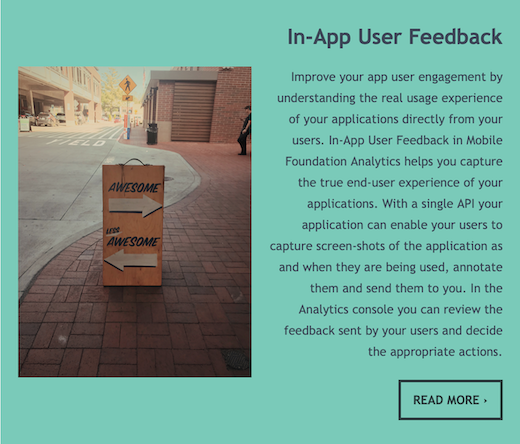 In-App User Feedback
Improve your app user engagement by
understanding the real usage experience
of your applications directly from your
users. In-App User Feedback in Mobile
Foundation Analytics helps you capture
the true end-user experience of your
applications. With a single API your
application can enable your users to
capture screen-shots of the application as
and when they are being used, annotate
them and send them to you. In the
Analytics console you can review the
feedback sent by your users and decide
the appropriate actions.
READ MORE ›
YIELD
AWESOME
LESS
AWESOME